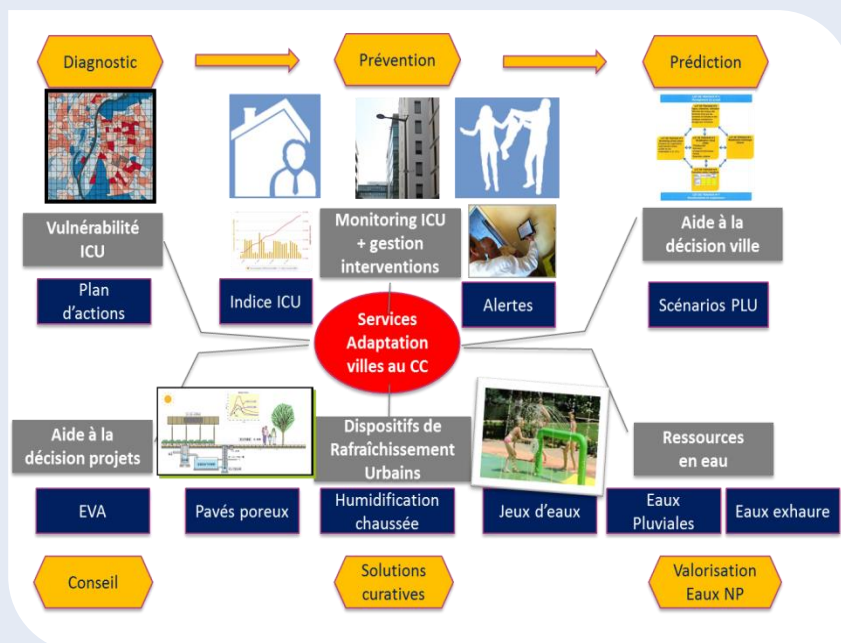 Diagnostic
Prévention
Prédiction
Vulnérabilité
ICU
Monitoring ICU
+ gestion
interventions
Aide à la
décision ville
Plan
d'actions
Indice ICU
Alertes
Scénarios PLU
Services
Adaptation
villes au CC
Aide à la
décision projets
Dispositifs de
Rafraîchissement
Urbains
Ressources
en eau
EVA
Pavés poreux
Humidification
chaussée
Jeux d'eaux
Eaux
Pluviales
Eaux exhaure
Conseil
Solutions
curatives
Valorisation
Eaux NP